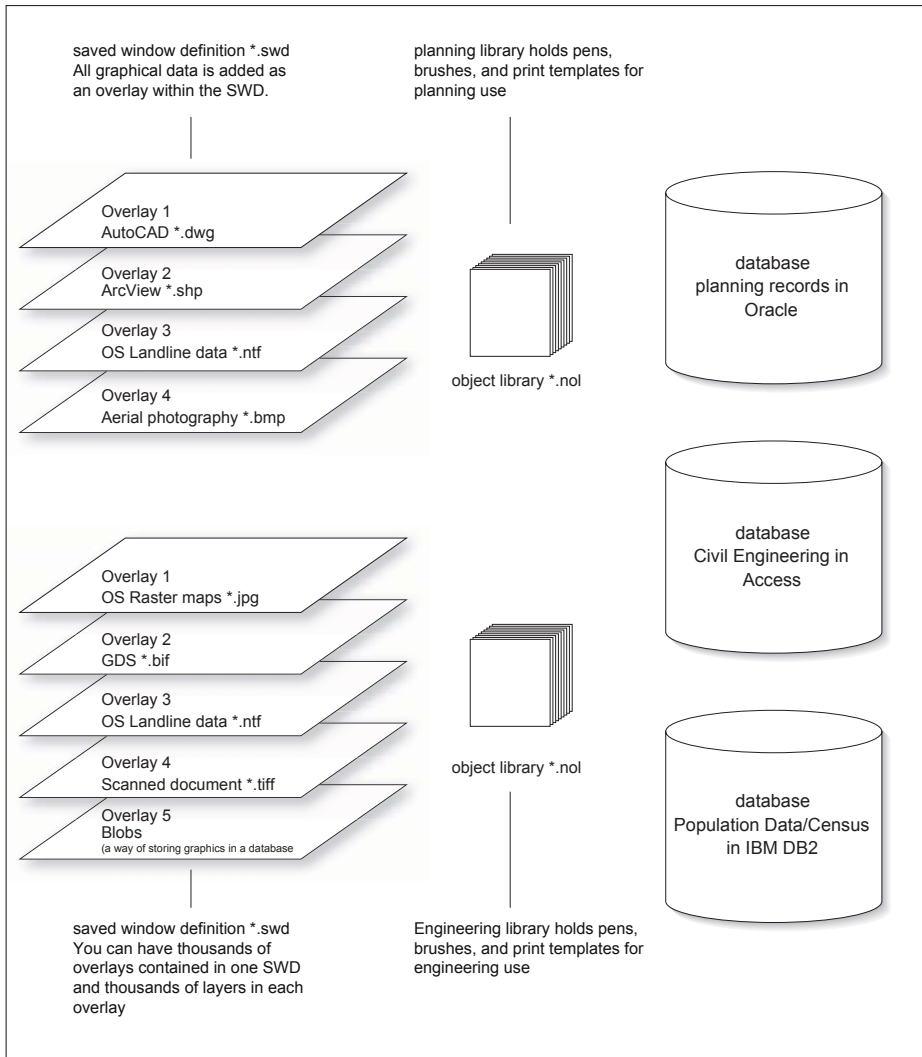 saved window definition *.swd
All graphical data is added as
an overlay within the SWD.
planning library holds pens,
brushes, and print templates for
planning use
Overlay 1
AutoCAD *.dwg
Overlay 2
ArcView *.shp
Overlay 3
OS Landline data *.ntf
Overlay 4
Aerial photography *.bmp
object library *.nol
database
planning records in
Oracle
database
Civil Engineering in
Access
Overlay 1
OS Raster maps *.jpg
Overlay 2
GDS *.bif
Overlay 3
OS Landline data *.ntf
Overlay 4
Scanned document *.tiff
Overlay 5
Blobs
(a way of storing graphics in a database
object library *.nol
database
Population Data/Census
in IBM DB2
saved window definition *.swd
You can have thousands of
overlays contained in one SWD
and thousands of layers in each
overlay
Engineering library holds pens,
brushes, and print templates for
engineering use